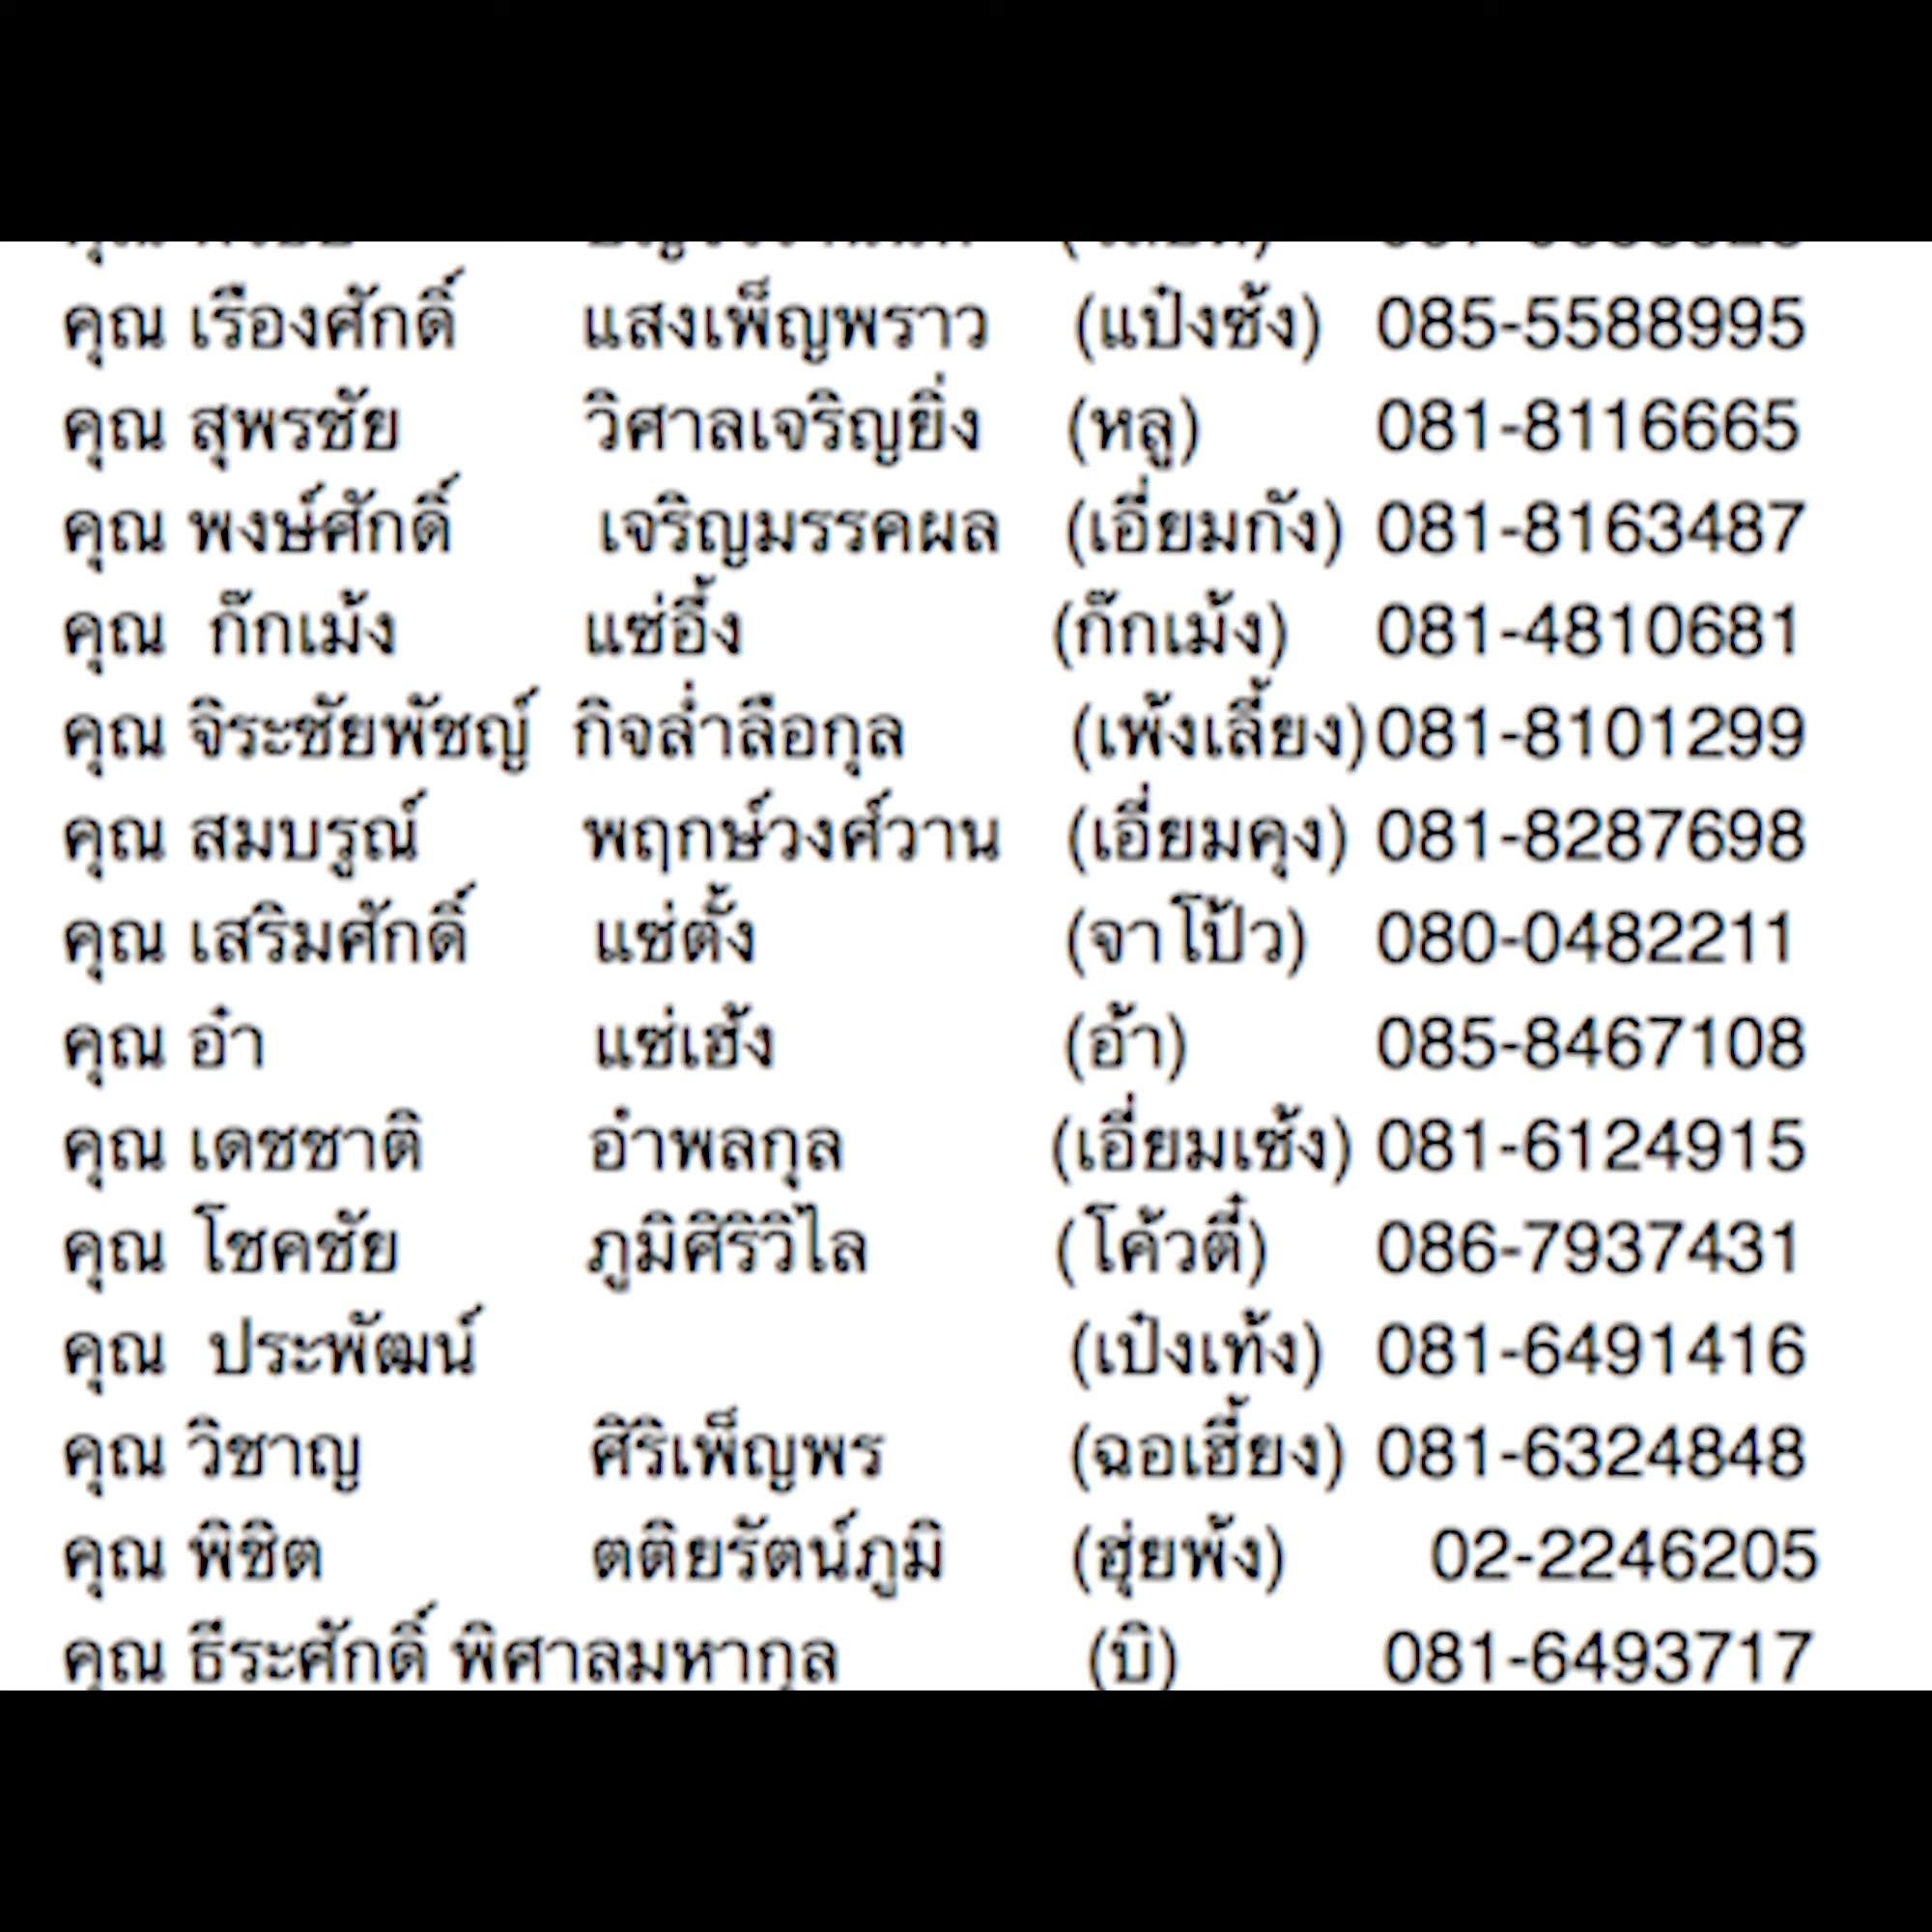 คุณ เรืองศักดิ์ แสงเพ็ญพราว (แป๋งซ้ง) 085-5588995
คุณ สุพรชัย วิศาลเจริญยิ่ง (หลู) 081-8116665
คุณ พงษ์ศักดิ์ เจริญมรรคผล (เอี่ยมกัง) 081-8163487
คุณ ก๊กเม้ง แซ่อึ้ง (ก๊กเม้ง) 081-4810681
คุณ จิระชัยพัชญ์ กิจล่ำลือกุล (เพ้งเลี้ยง) 081-8101299
คุณ สมบรูณ์ พฤกษ์วงศ์วาน (เอี่ยมคุง) 081-8287698
คุณ เสริมศักดิ์ แซ่ตั้ง (จาโป้ว) 080-0482211
คุณ อ๋า แซ่เฮ้ง (อ้า) 085-8467108
คุณ เดชชาติ อำพลกุล (เอี่ยมเซ้ง) 081-6124915
คุณ โชคชัย ภูมิศิริวิไล (โค้วตี๋) 086-7937431
คุณ ประพัฒน์ (เป๋งเท้ง) 081-6491416
คุณ วิชาญ ศิริเพ็ญพร (ฉอเฮี้ยง) 081-6324848
คุณ พิชิต ตติยรัตน์ภูมิ (ฮุ่ยพ้ง) 02-2246205
คุณ ธีระศักดิ์ พิศาลมหากุล (บิ) 081-6493717